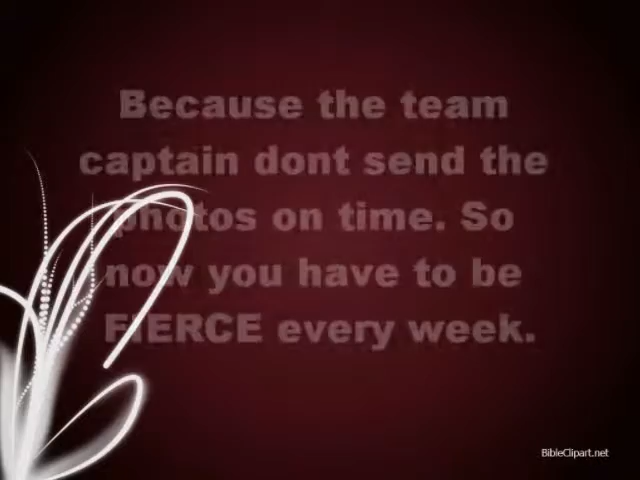 Because the team
captain dont send the
photos on time. So
now you have to be
FIERCE every week.
BibleClipart.net